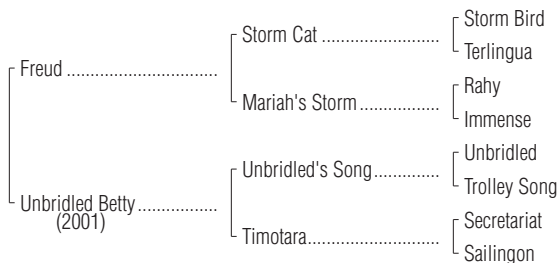 Storm Bird
Storm Cat ........................
Terlingua
Freud ...............................
Rahy
Mariah's Storm ................
Immense
Unbridled
Unbridled's Song .............
Trolley Song
Unbridled Betty ................
(2001)
Secretariat
Timotara ...........................
Sailingon